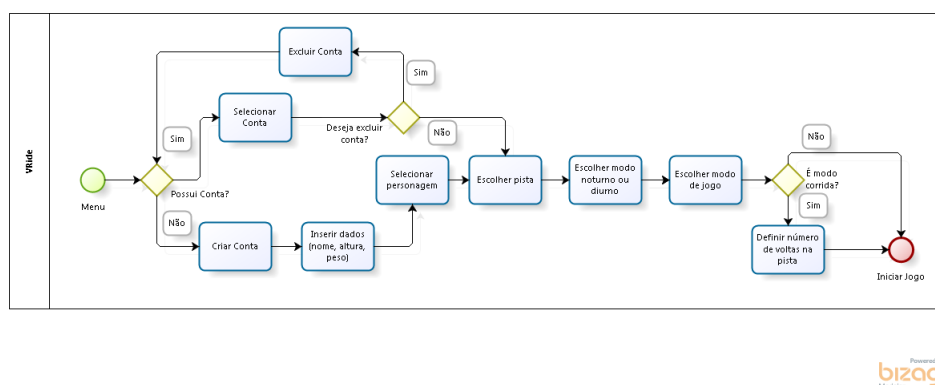 VRide
Excluir Conta
Sim
Selecionar
Conta
Deseja excluir
conta?
Não
Sim
Menu
Possui Conta?
Não
Criar Conta
Inserir dados
(nome, altura,
peso)
Selecionar
personagem
Escolher pista
Escolher modo
noturno ou
diurno
Escolher modo
de jogo
Não
É modo
corrida?
Sim
Definir número
de voltas na
pista
Iniciar Jogo
Powered
bizag